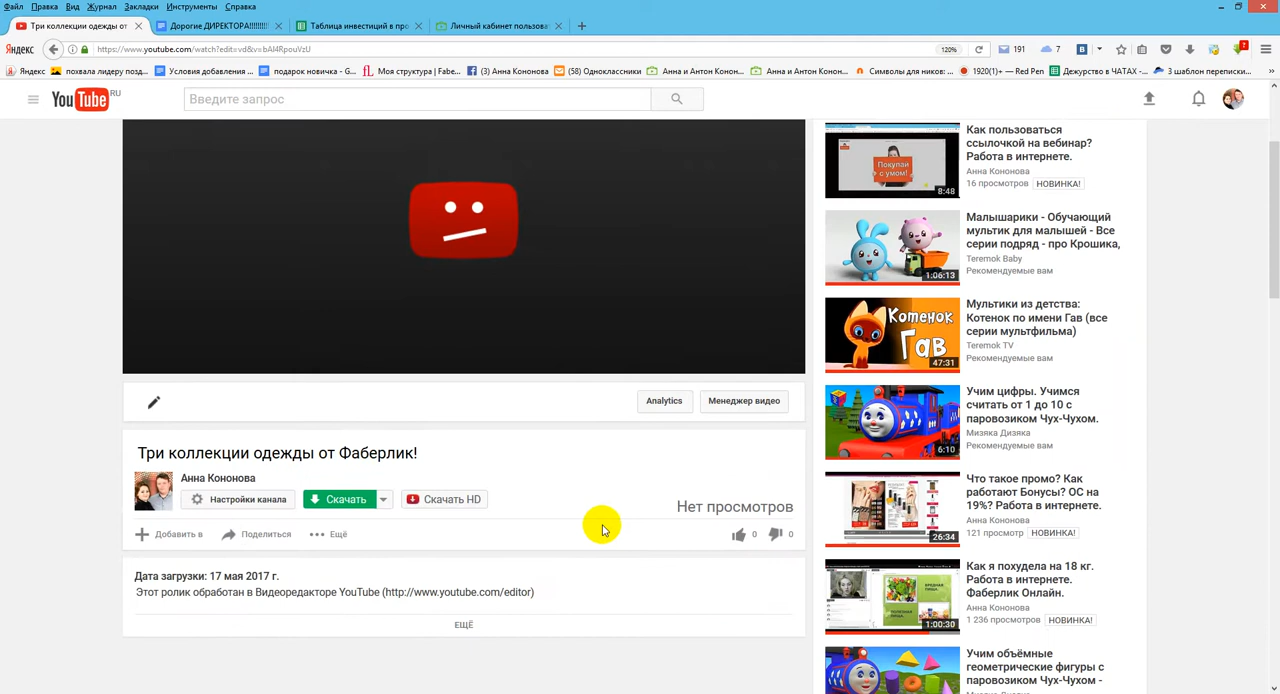 Файл Правка Вид Журнал Закладки Инструменты Справка
Три коллекции одежды от
Дорогие ДИРЕКТОРА!!!!!!!!!
Таблица инвестиций в про
Личный кабинет пользова
Яндекс
https://www.youtube.com/watch?edit=vd&v=bAI4RpouVzU
120%
191
7
Яндекс
похвала лидеру позд...
Условия добавления ...
подарок новичка - G...
Моя структура | Fabe...
(3) Анна Кононова
(58) Одноклассники
Анна и Антон Конон...
Анна и Антон Конон...
Символы для ников: ...
1920(1)+ — Red Pen
Дежурство в ЧАТАХ -...
3 шаблон переписки...
YouTube RU
Введите запрос
Analytics
Менеджер видео
Три коллекции одежды от Фаберлик!
Анна Кононова
Настройки канала
Скачать
Скачать HD
Нет просмотров
Добавить в
Поделиться
Ещё
0
0
Дата загрузки: 17 мая 2017 г.
Этот ролик обработан в Видеоредакторе YouTube (http://www.youtube.com/editor)
ЕЩЁ
Покупай
с умом!
8:48
Как пользоваться
ссылочкой на вебинар?
Работа в интернете.
Анна Кононова
16 просмотров НОВИНКА!
1:06:13
Малышарики - Обучающий
мультик для малышей - Все
серии подряд - про Крошика,
Teremok Baby
Рекомендуемые вам
Котенок
Гав
47:31
Мультики из детства:
Котенок по имени Гав (все
серии мультфильма)
Teremok TV
Рекомендуемые вам
6:10
Учим цифры. Учимся
считать от 1 до 10 с
паровозиком Чух-Чухом.
Мизяка Дизяка
Рекомендуемые вам
26:34
Что такое промо? Как
работают Бонусы? ОС на
19%? Работа в интернете.
Анна Кононова
121 просмотр НОВИНКА!
1:00:30
Как я похудела на 18 кг.
Работа в интернете.
Фаберлик Онлайн.
Анна Кононова
1 236 просмотров НОВИНКА!
Учим объёмные
геометрические фигуры с
паровозиком Чух-Чухом -